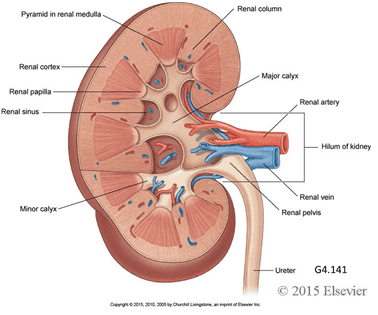 Pyramid in renal medulla
Renal column
Renal cortex
Major calyx
Renal papilla
Renal artery
Renal sinus
Hilum of kidney
Minor calyx
Renal vein
Renal pelvis
Ureter
G4.141
© 2015 Elsevier
Copyright © 2015, 2010, 2005 by Churchill Livingstone, an imprint of Elsevier Inc.